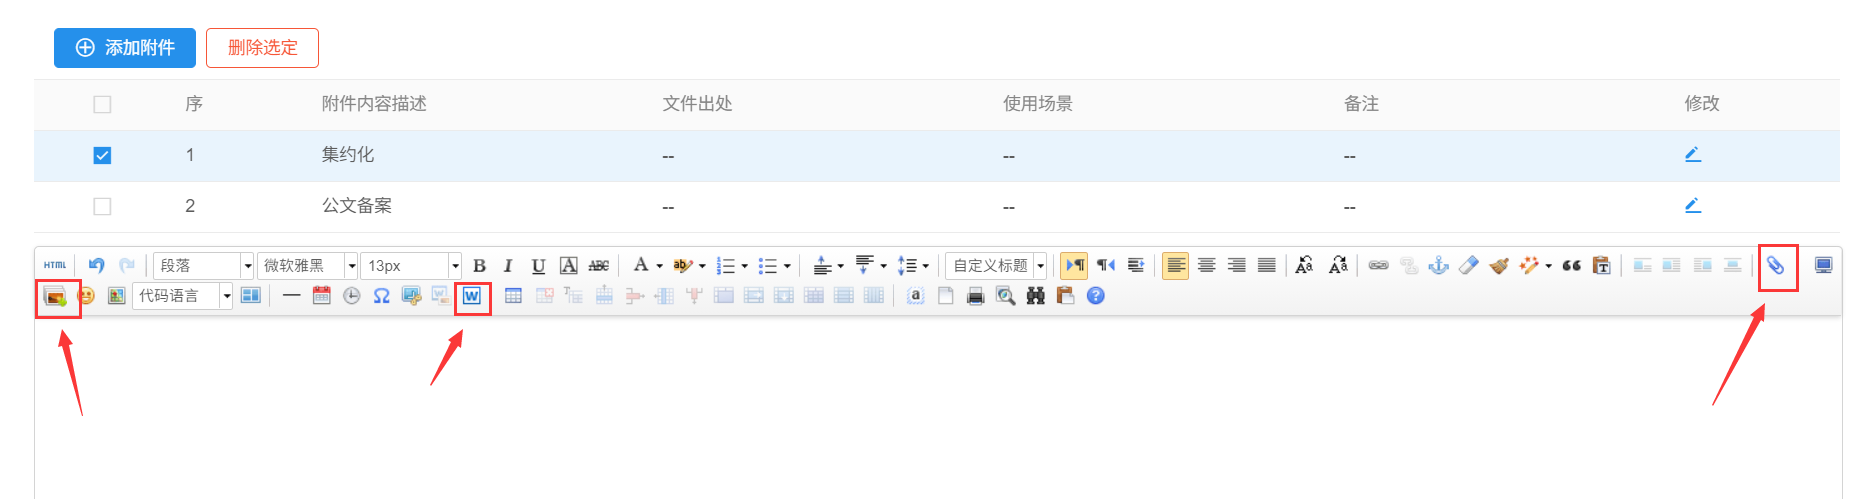 添加附件 删除选定
序 附件内容描述 文件出处 使用场景 备注 修改
1 集约化 -- -- --
2 公文备案 -- -- --
HTML 段落 微软雅黑 13px B I U A ABC A ab 自定义标题
代码语言